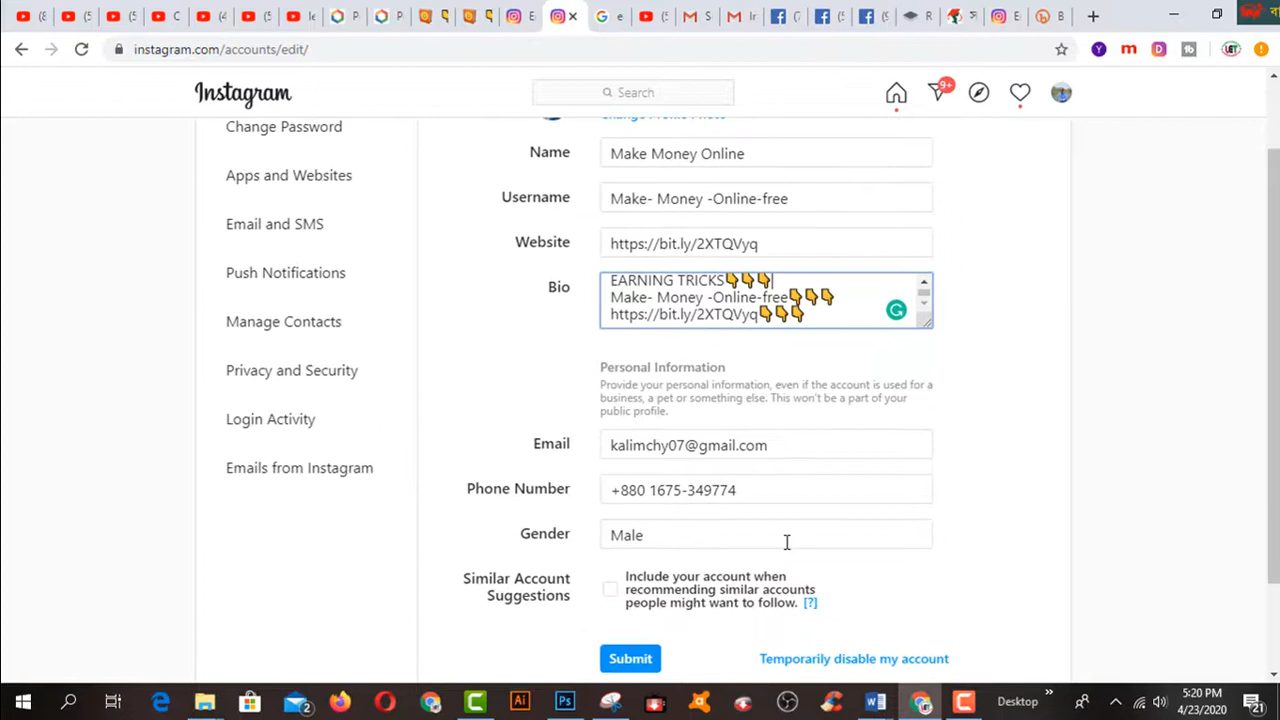 instagram.com/accounts/edit/
Instagram
Search
9+
Change Password
Apps and Websites
Email and SMS
Push Notifications
Manage Contacts
Privacy and Security
Login Activity
Emails from Instagram
Change Profile Photo
Name
Make Money Online
Username
Make- Money -Online-free
Website
https://bit.ly/2XTQVyq
Bio
EARNING TRICKS👇👇👇
Make- Money -Online-free👇👇👇
https://bit.ly/2XTQVyq👇👇👇
Personal Information
Provide your personal information, even if the account is used for a
business, a pet or something else. This won't be a part of your
public profile.
Email
kalimchy07@gmail.com
Phone Number
+880 1675-349774
Gender
Male
Similar Account
Suggestions
Include your account when
recommending similar accounts
people might want to follow. [?]
Submit
Temporarily disable my account
Desktop
5:20 PM
4/23/2020
21